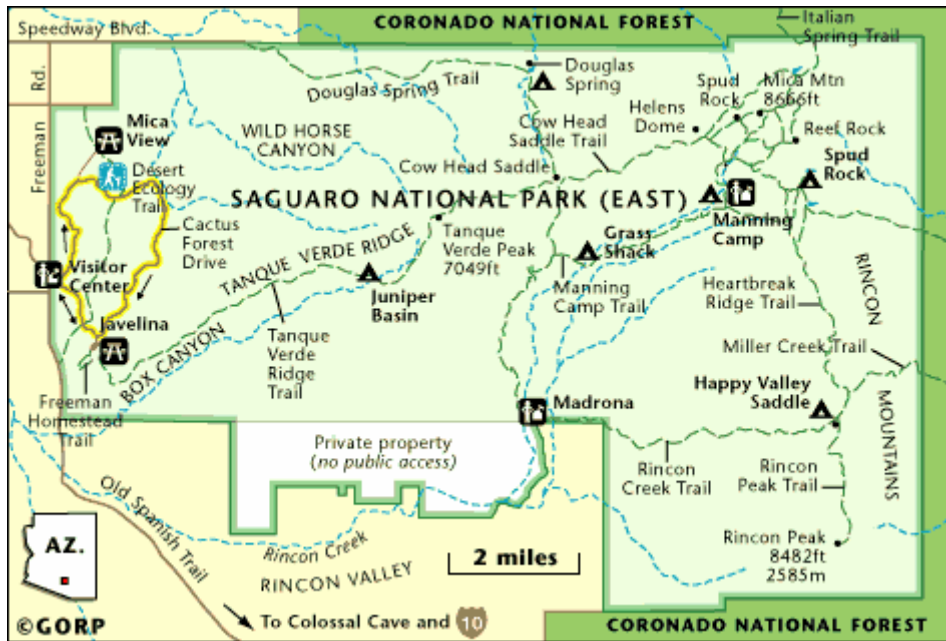 CORONADO NATIONAL FOREST
Speedway Blvd.
Italian
Spring Trail
Rd.
Freeman
Douglas Spring Trail
Douglas
Spring
Spud
Rock
Mica Mtn
8666ft
Helens
Dome
Reef Rock
Mica
View
WILD HORSE
CANYON
Cow Head
Saddle Trail
Cow Head Saddle
Spud
Rock
Desert
Ecology
Trail
SAGUARO NATIONAL PARK (EAST)
Manning
Camp
Cactus
Forest
Drive
TANQUE VERDE RIDGE
Tanque
Verde Peak
7049ft
Grass
Shack
Visitor
Center
Juniper
Basin
Manning
Camp Trail
Heartbreak
Ridge Trail
RINCON
MOUNTAINS
Javelina
BOX CANYON
Tanque
Verde
Ridge
Trail
Miller Creek Trail
Freeman
Homestead
Trail
Madrona
Happy Valley
Saddle
Private property
(no public access)
Rincon
Creek Trail
Rincon
Peak Trail
Old Spanish Trail
Rincon Creek
RINCON VALLEY
2 miles
Rincon Peak
8482ft
2585m
AZ.
©GORP
To Colossal Cave and 10
CORONADO NATIONAL FOREST